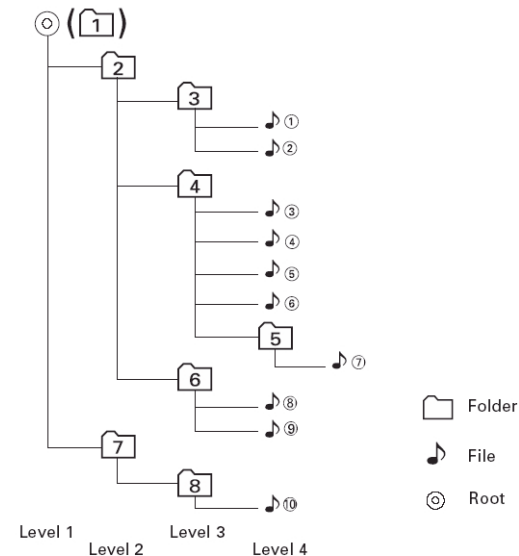 (1)
2
3
①
②
4
③
④
⑤
⑥
5
⑦
6
⑧
⑨
7
8
⑩
Folder
File
Root
Level 1
Level 2
Level 3
Level 4